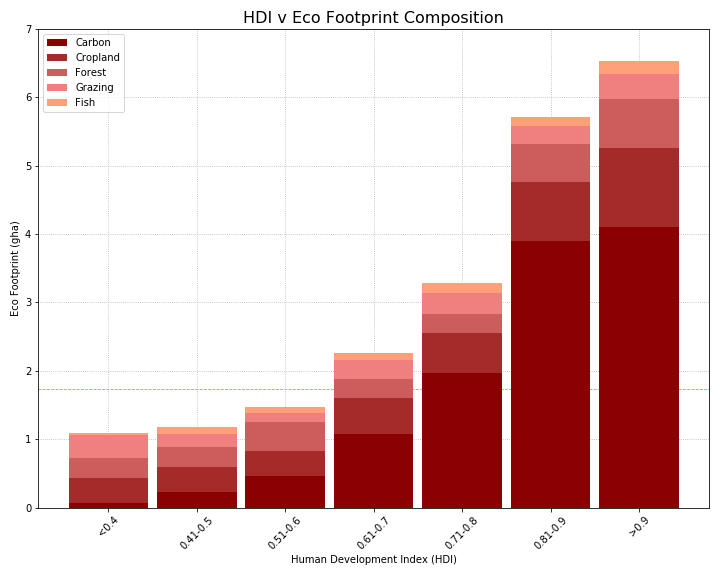 HDI v Eco Footprint Composition
Carbon
Cropland
Forest
Grazing
Fish
Eco Footprint (gha)
7
6
5
4
3
2
1
0
<0.4
0.41-0.5
0.51-0.6
0.61-0.7
0.71-0.8
0.81-0.9
>0.9
Human Development Index (HDI)